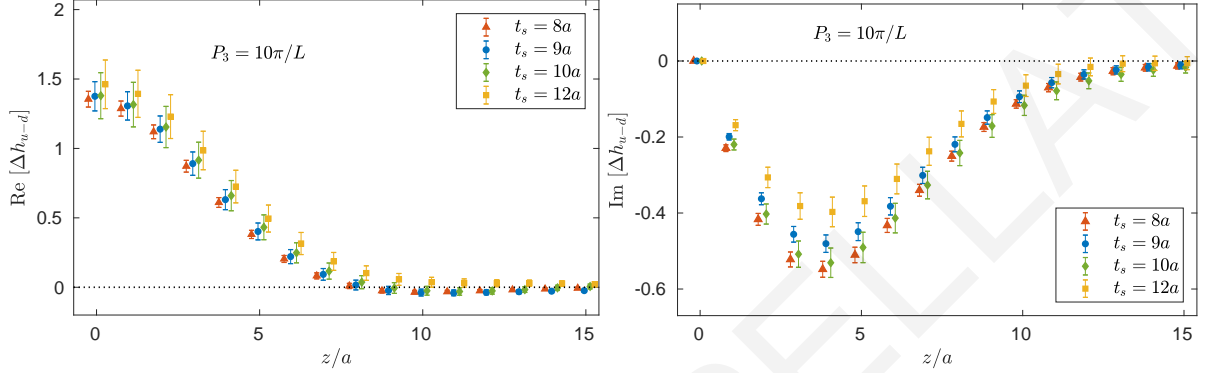 Re [Δh_{u−d}]
2
1.5
1
0.5
0
P_3 = 10π/L
t_s = 8a
t_s = 9a
t_s = 10a
t_s = 12a
0 5 10 15
z/a
Im [Δh_{u−d}]
-0
-0.2
-0.4
-0.6
P_3 = 10π/L
t_s = 8a
t_s = 9a
t_s = 10a
t_s = 12a
0 5 10 15
z/a